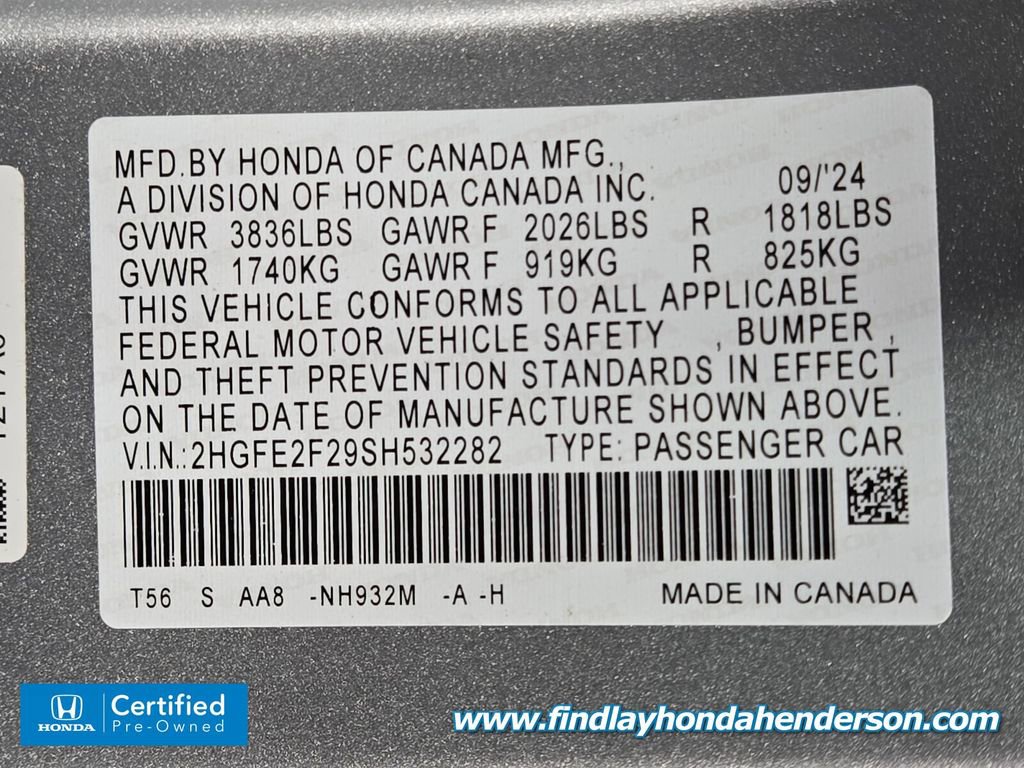 MFD. BY HONDA OF CANADA MFG.,
A DIVISION OF HONDA CANADA INC. 09/'24
GVWR 3836LBS GAWR F 2026LBS R 1818LBS
GVWR 1740KG GAWR F 919KG R 825KG
THIS VEHICLE CONFORMS TO ALL APPLICABLE
FEDERAL MOTOR VEHICLE SAFETY , BUMPER ,
AND THEFT PREVENTION STANDARDS IN EFFECT
ON THE DATE OF MANUFACTURE SHOWN ABOVE.
V.I.N.:2HGFE2F29SH532282 TYPE: PASSENGER CAR
T56 S AA8 -NH932M -A -H MADE IN CANADA
HONDA
Certified
Pre-Owned
www.findlayhondahenderson.com